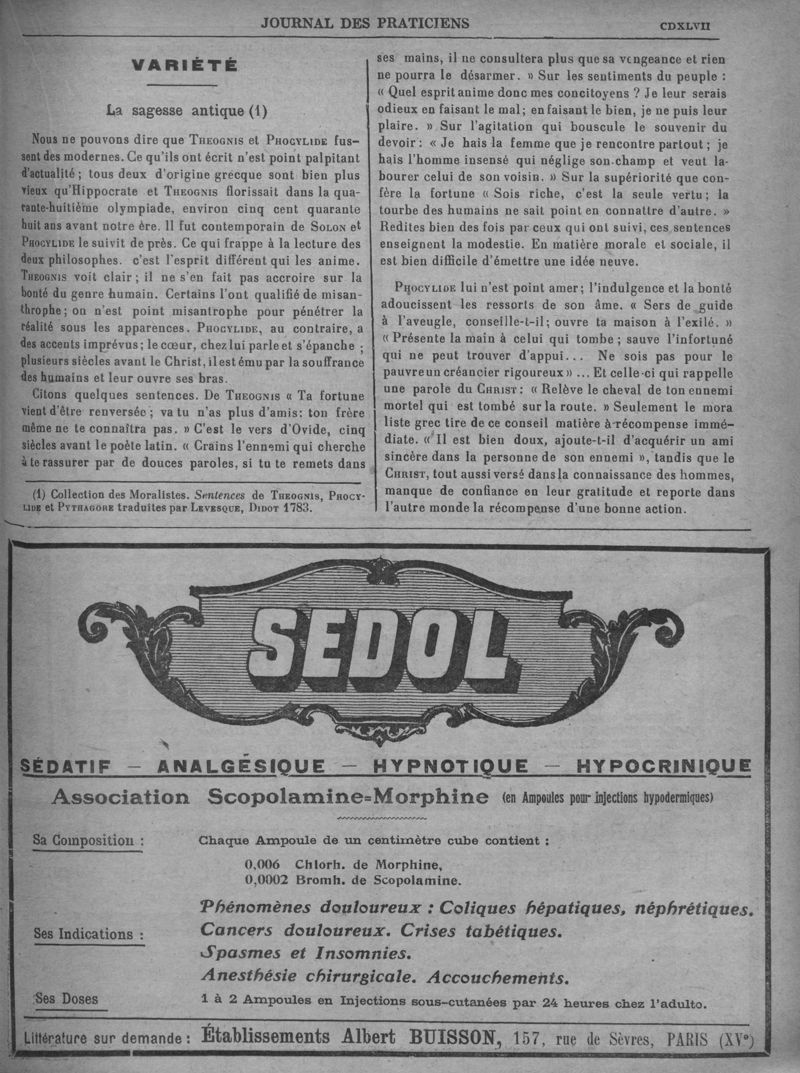 JOURNAL DES PRATICIENS CDXLVII
VARIÉTÉ
La sagesse antique (1)
Nous ne pouvons dire que THEOGNIS et PHOCYLIDE fus-
sent des modernes. Ce qu'ils ont écrit n'est point palpitant
d'actualité ; tous deux d'origine grecque sont bien plus
vieux qu'Hippocrate et THEOGNIS florissait dans la qua-
rante-huitième olympiade, environ cinq cent quarante
huit ans avant notre ère. Il fut contemporain de SOLON et
PHOCYLIDE le suivit de près. Ce qui frappe à la lecture des
deux philosophes. c'est l'esprit différent qui les anime.
THEOGNIS voit clair ; il ne s'en fait pas accroire sur la
bonté du genre humain. Certains l'ont qualifié de misan-
throphe ; on n'est point misantrophe pour pénétrer la
réalité sous les apparences. PHOCYLIDE, au contraire, a
des accents imprévus ; le cœur, chez lui parle et s'épanche ;
plusieurs siècles avant le Christ, il est ému par la souffrance
des humains et leur ouvre ses bras.
Citons quelques sentences. De THEOGNIS « Ta fortune
vient d'être renversée ; va tu n'as plus d'amis: ton frère
même ne te connaîtra pas. » C'est le vers d'Ovide, cinq
siècles avant le poète latin. « Crains l'ennemi qui cherche
à te rassurer par de douces paroles, si tu te remets dans
(1) Collection des Moralistes. Sentences de THEOGNIS, PHOCY-
LIDE et PYTHAGORE traduites par LEVESQUE, DIDOT 1783.
ses mains, il ne consultera plus que sa vengeance et rien
ne pourra le désarmer. » Sur les sentiments du peuple :
« Quel esprit anime donc mes concitoyens ? Je leur serais
odieux en faisant le mal ; en faisant le bien, je ne puis leur
plaire. » Sur l'agitation qui bouscule le souvenir du
devoir : « Je hais la femme que je rencontre partout ; je
hais l'homme insensé qui néglige son champ et veut la-
bourer celui de son voisin. » Sur la supériorité que con-
fère la fortune « Sois riche, c'est la seule vertu ; la
tourbe des humains ne sait point en connaître d'autre. »
Redites bien des fois par ceux qui ont suivi, ces sentences
enseignent la modestie. En matière morale et sociale, il
est bien difficile d'émettre une idée neuve.
PHOCYLIDE lui n'est point amer ; l'indulgence et la bonté
adoucissent les ressorts de son âme. « Sers de guide
à l'aveugle, conseille-t-il ; ouvre ta maison à l'exilé. »
« Présente la main à celui qui tombe ; sauve l'infortuné
qui ne peut trouver d'appui... Ne sois pas pour le
pauvre un créancier rigoureux » ... Et celle-ci qui rappelle
une parole du CHRIST : « Relève le cheval de ton ennemi
mortel qui est tombé sur la route. » Seulement le mora
liste grec tire de ce conseil matière à récompense immé-
diate. « Il est bien doux, ajoute-t-il d'acquérir un ami
sincère dans la personne de son ennemi », tandis que le
CHRIST, tout aussi versé dans la connaissance des hommes,
manque de confiance en leur gratitude et reporte dans
l'autre monde la récompense d'une bonne action.
SEDOL
SÉDATIF — ANALGÉSIQUE — HYPNOTIQUE — HYPOCRINIQUE
Association Scopolamine=Morphine (en Ampoules pour injections hypodermiques)
Sa Composition : Chaque Ampoule de un centimètre cube contient :
0,006 Chlorh. de Morphine,
0,0002 Bromh. de Scopolamine.
Phénomènes douloureux : Coliques hépatiques, néphrétiques.
Ses Indications : Cancers douloureux. Crises tabétiques.
Spasmes et Insomnies.
Anesthésie chirurgicale. Accouchements.
Ses Doses 1 à 2 Ampoules en Injections sous-cutanées par 24 heures chez l'adulto.
Littérature sur demande : Établissements Albert BUISSON, 157, rue de Sèvres, PARIS (XVe)